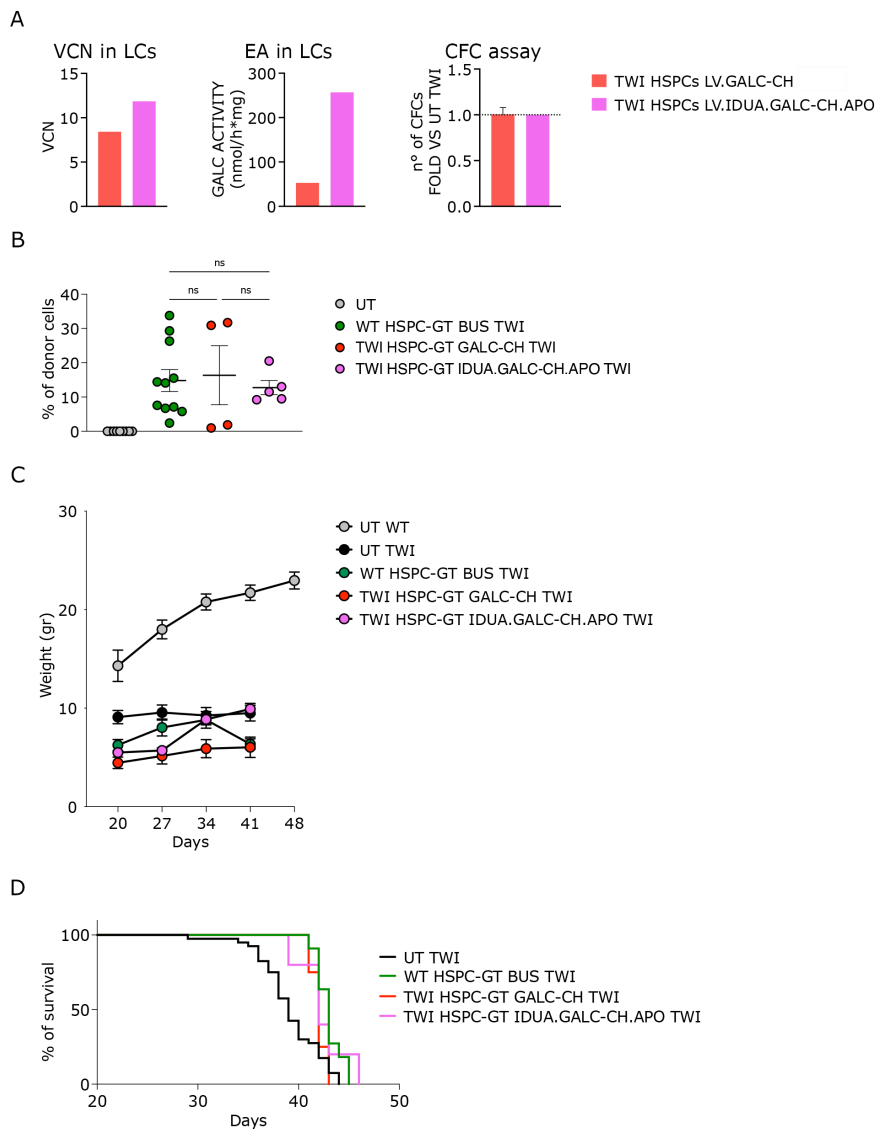 A
VCN in LCs
EA in LCs
CFC assay
15
10
5
0
VCN
300
200
100
0
GALC ACTIVITY
(nmol/h*mg)
1.5
1.0
0.5
0.0
n° of CFCs
FOLD VS UT TWI
TWI HSPCs LV.GALC-CH
TWI HSPCs LV.IDUA.GALC-CH.APO
B
ns
ns
ns
40
30
20
10
0
% of donor cells
UT
WT HSPC-GT BUS TWI
TWI HSPC-GT GALC-CH TWI
TWI HSPC-GT IDUA.GALC-CH.APO TWI
C
30
20
10
0
Weight (gr)
20 27 34 41 48
Days
UT WT
UT TWI
WT HSPC-GT BUS TWI
TWI HSPC-GT GALC-CH TWI
TWI HSPC-GT IDUA.GALC-CH.APO TWI
D
100
50
0
% of survival
20 30 40 50
Days
UT TWI
WT HSPC-GT BUS TWI
TWI HSPC-GT GALC-CH TWI
TWI HSPC-GT IDUA.GALC-CH.APO TWI